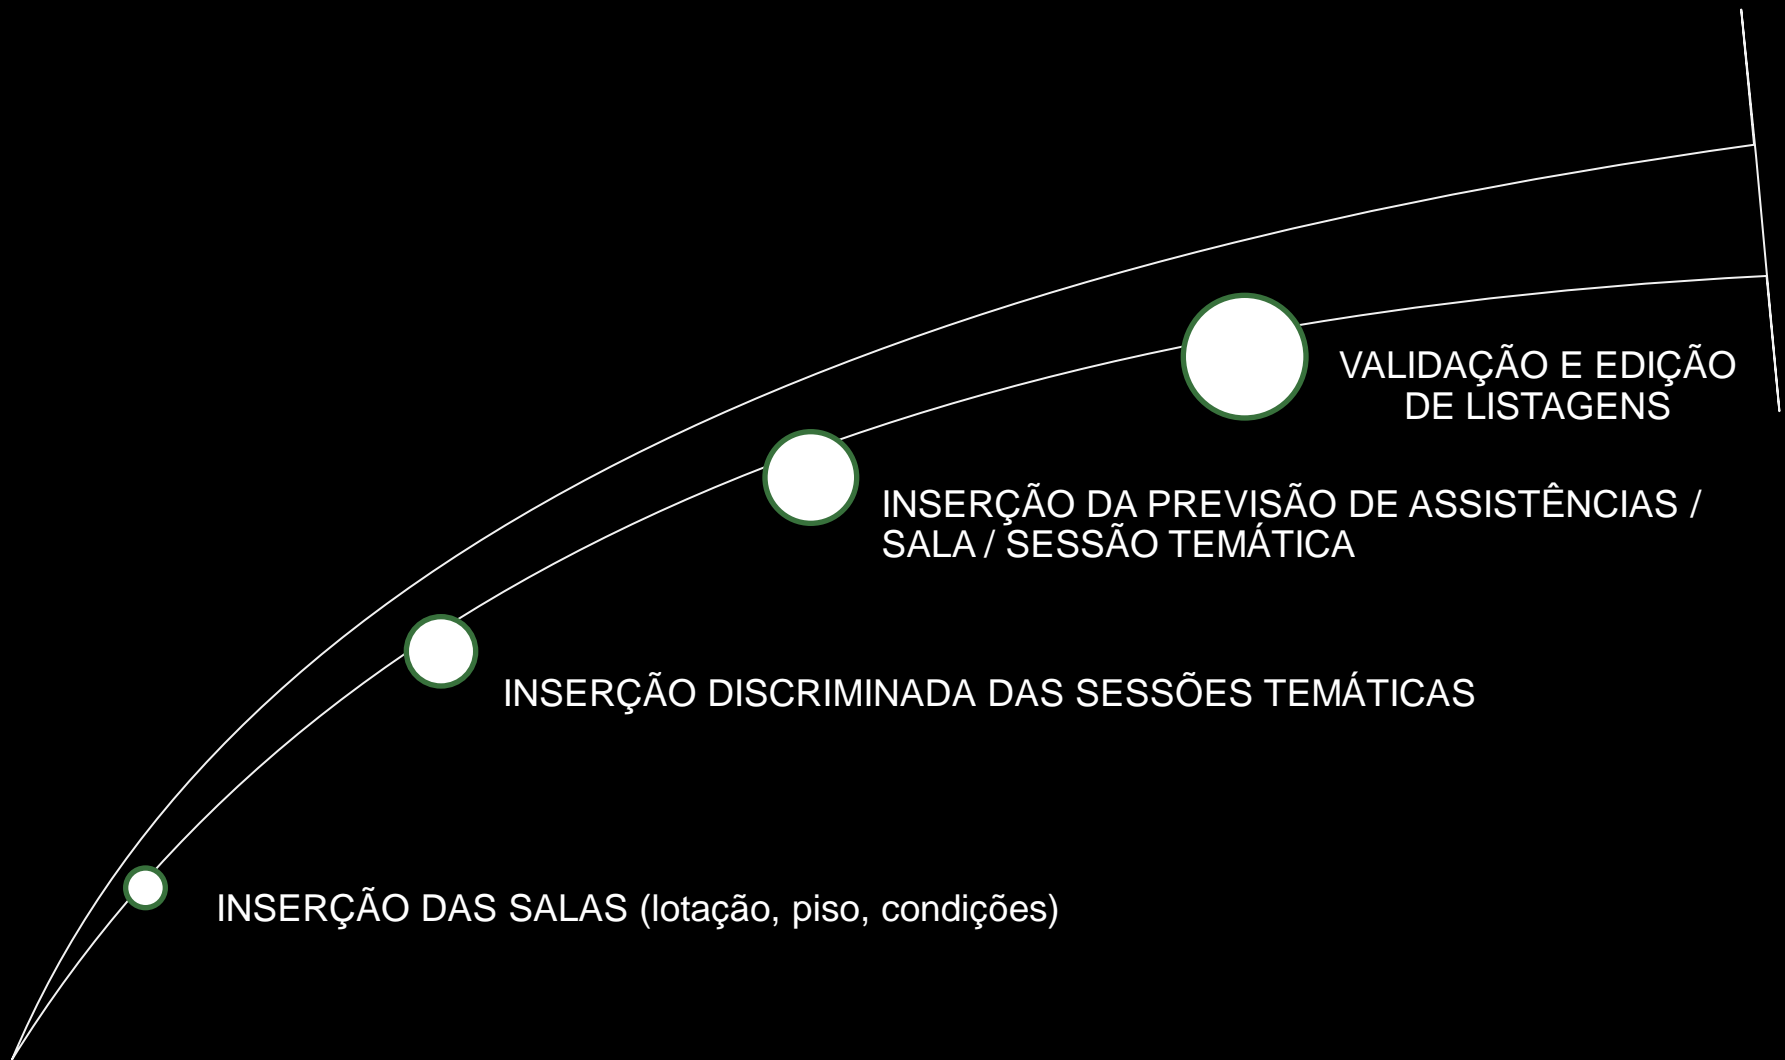 VALIDAÇÃO E EDIÇÃO
DE LISTAGENS
INSERÇÃO DA PREVISÃO DE ASSISTÊNCIAS /
SALA / SESSÃO TEMÁTICA
INSERÇÃO DISCRIMINADA DAS SESSÕES TEMÁTICAS
INSERÇÃO DAS SALAS (lotação, piso, condições)